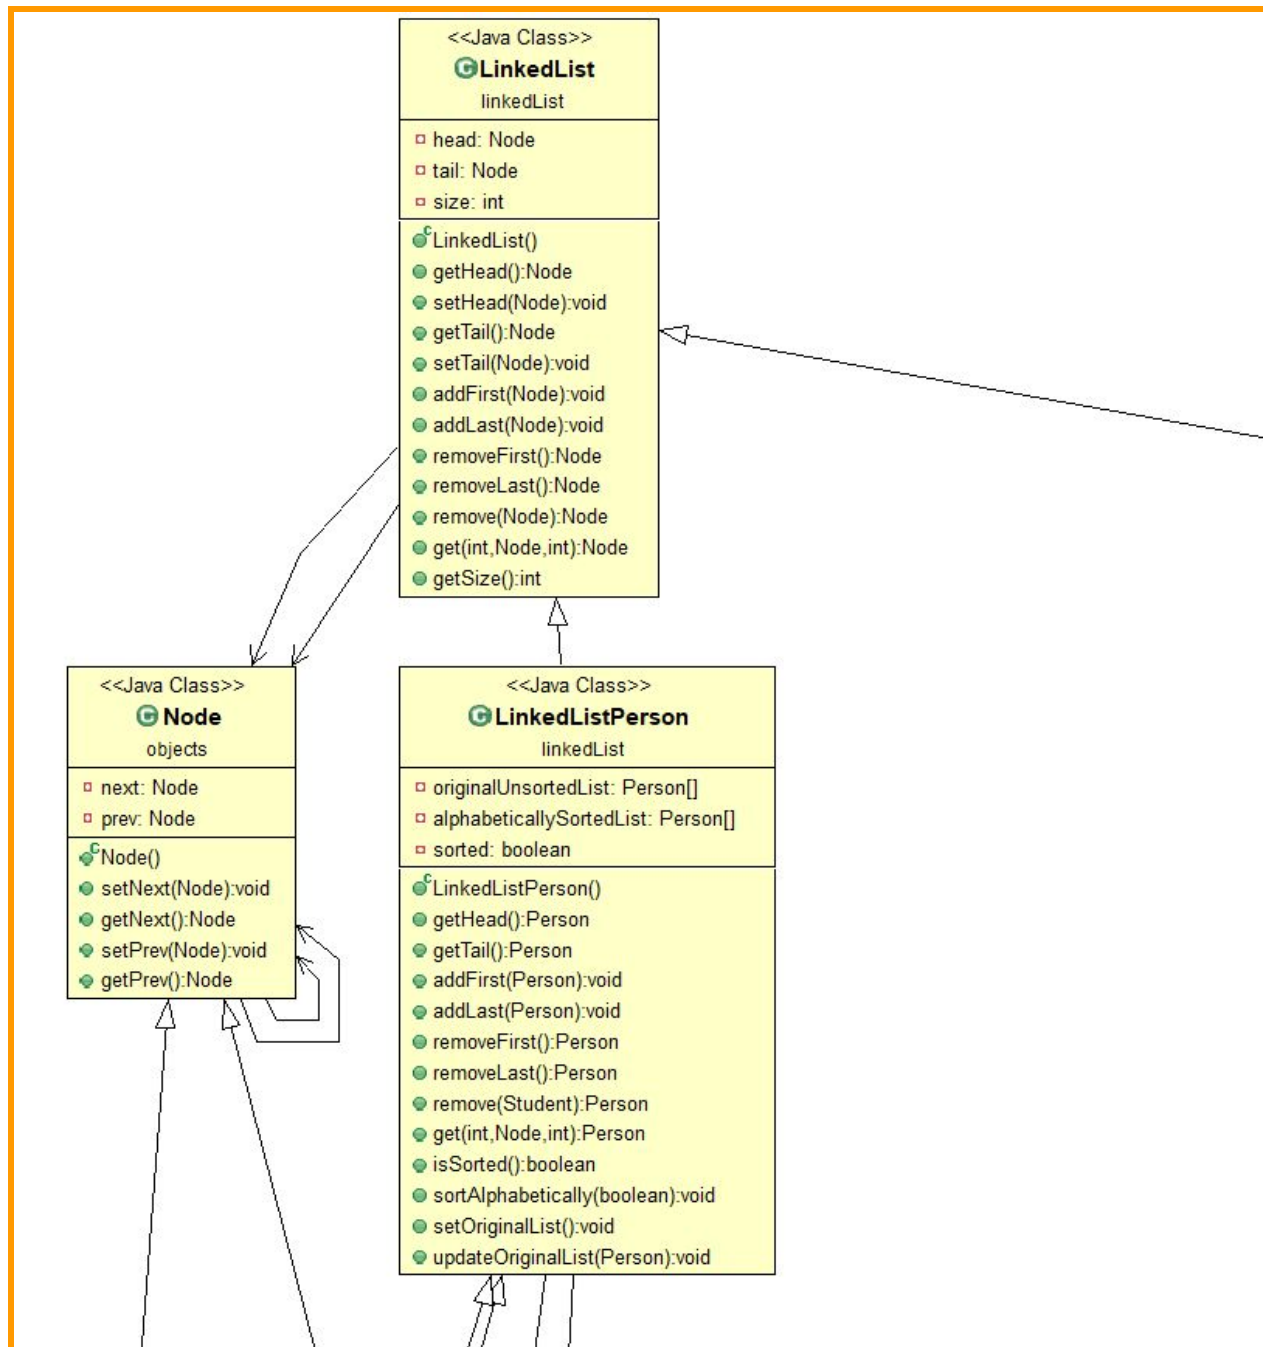 <<Java Class>>
LinkedList
linkedList
head: Node
tail: Node
size: int
LinkedList()
getHead():Node
setHead(Node):void
getTail():Node
setTail(Node):void
addFirst(Node):void
addLast(Node):void
removeFirst():Node
removeLast():Node
remove(Node):Node
get(int,Node,int):Node
getSize():int
<<Java Class>>
Node
objects
next: Node
prev: Node
Node()
setNext(Node):void
getNext():Node
setPrev(Node):void
getPrev():Node
<<Java Class>>
LinkedListPerson
linkedList
originalUnsortedList: Person[]
alphabeticallySortedList: Person[]
sorted: boolean
LinkedListPerson()
getHead():Person
getTail():Person
addFirst(Person):void
addLast(Person):void
removeFirst():Person
removeLast():Person
remove(Student):Person
get(int,Node,int):Person
isSorted():boolean
sortAlphabetically(boolean):void
setOriginalList():void
updateOriginalList(Person):void